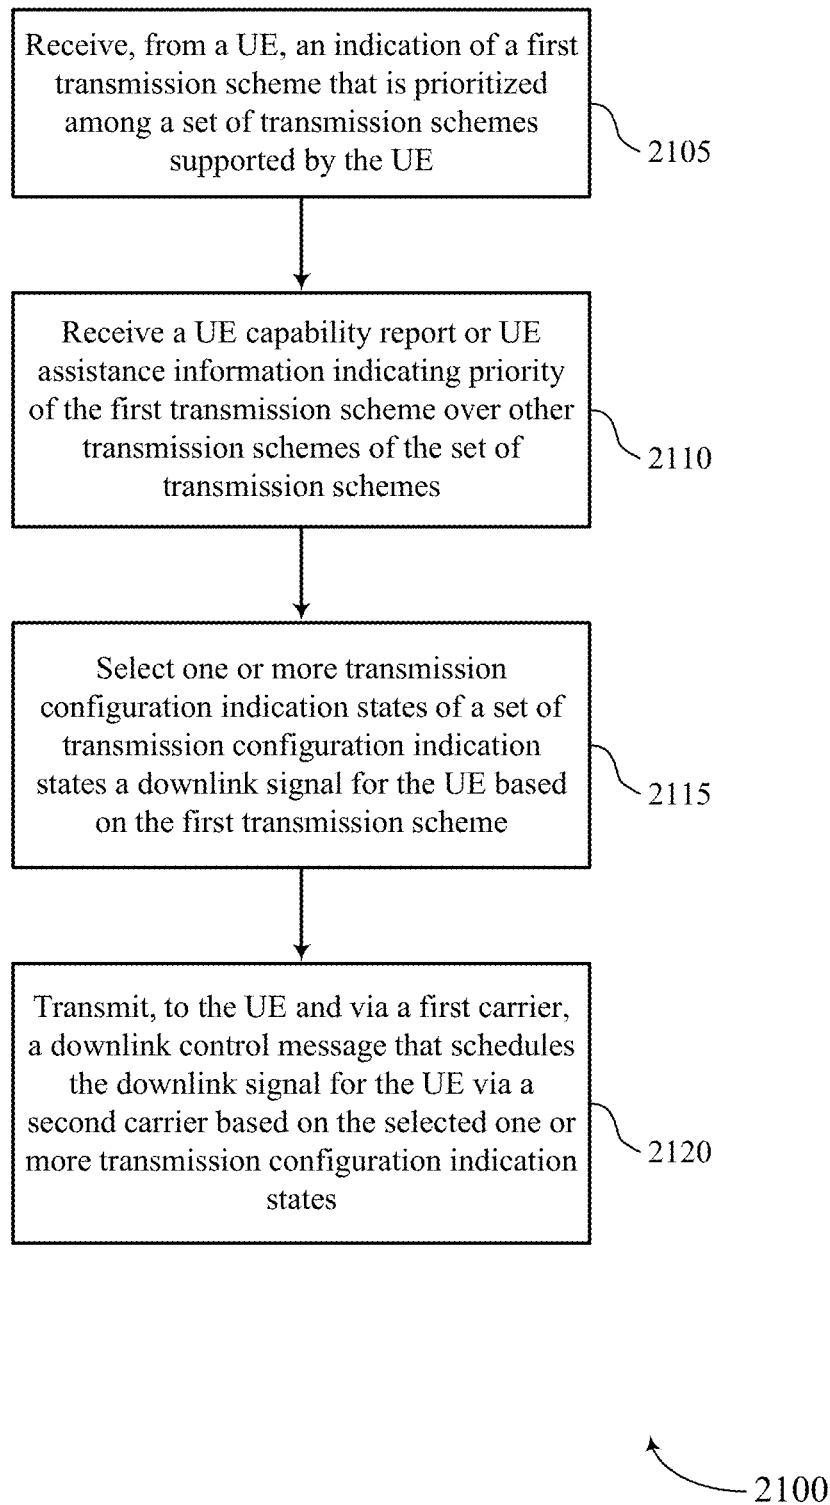 Receive, from a UE, an indication of a first
transmission scheme that is prioritized
among a set of transmission schemes
supported by the UE
2105
Receive a UE capability report or UE
assistance information indicating priority
of the first transmission scheme over other
transmission schemes of the set of
transmission schemes
2110
Select one or more transmission
configuration indication states of a set of
transmission configuration indication
states a downlink signal for the UE based
on the first transmission scheme
2115
Transmit, to the UE and via a first carrier,
a downlink control message that schedules
the downlink signal for the UE via a
second carrier based on the selected one or
more transmission configuration indication
states
2120
2100